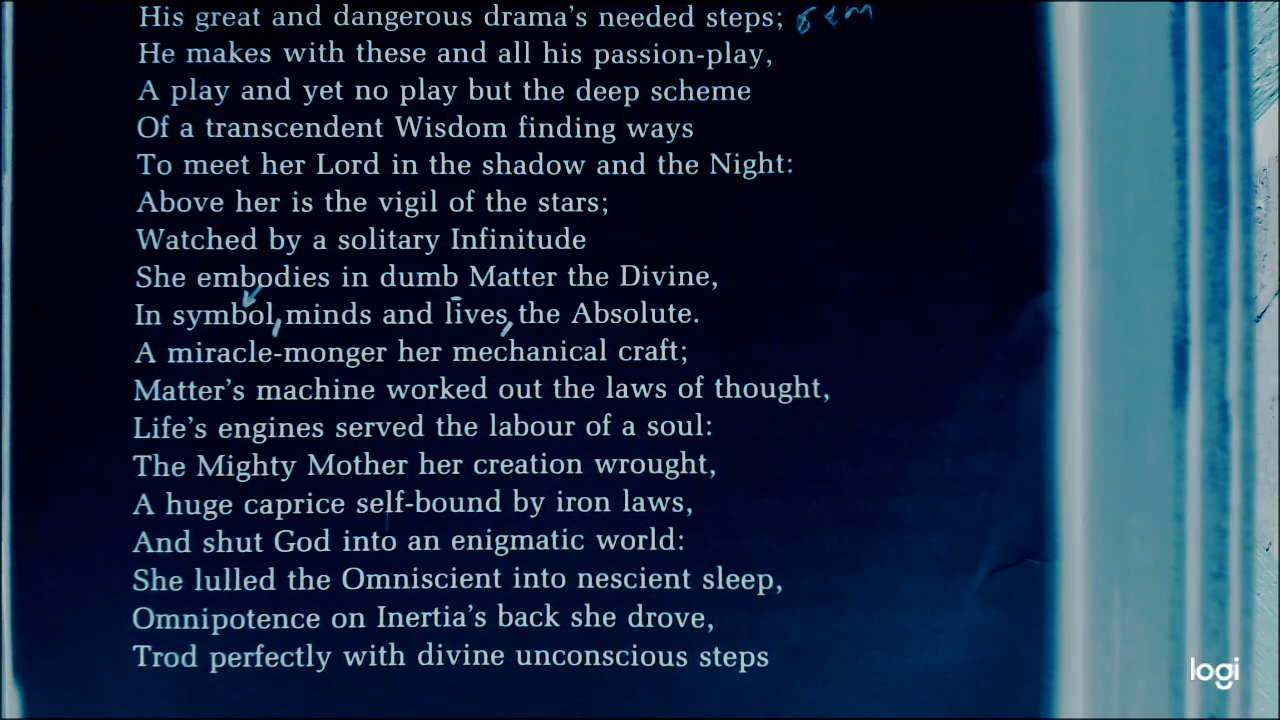 His great and dangerous drama's needed steps;
He makes with these and all his passion-play,
A play and yet no play but the deep scheme
Of a transcendent Wisdom finding ways
To meet her Lord in the shadow and the Night:
Above her is the vigil of the stars;
Watched by a solitary Infinitude
She embodies in dumb Matter the Divine,
In symbol minds and lives the Absolute.
A miracle-monger her mechanical craft;
Matter's machine worked out the laws of thought,
Life's engines served the labour of a soul:
The Mighty Mother her creation wrought,
A huge caprice self-bound by iron laws,
And shut God into an enigmatic world:
She lulled the Omniscient into nescient sleep,
Omnipotence on Inertia's back she drove,
Trod perfectly with divine unconscious steps
logi